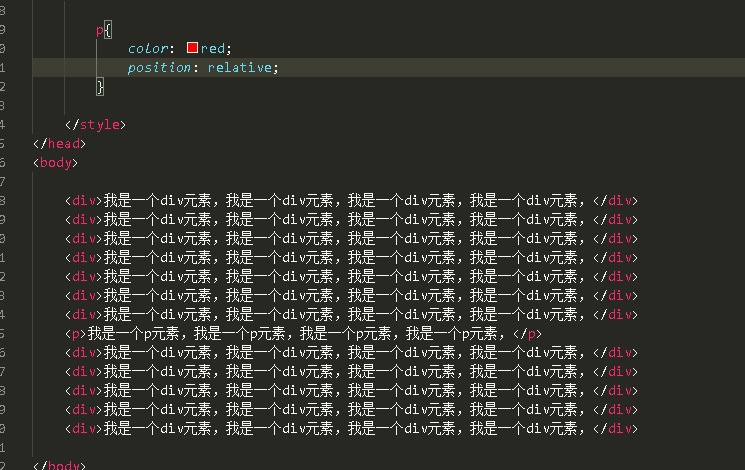 8
9 p{
0 color: red;
1 position: relative;
2 }
3
4 </style>
5 </head>
6 <body>
7
8 <div>我是一个div元素，我是一个div元素，我是一个div元素，我是一个div元素，</div>
9 <div>我是一个div元素，我是一个div元素，我是一个div元素，我是一个div元素，</div>
0 <div>我是一个div元素，我是一个div元素，我是一个div元素，我是一个div元素，</div>
1 <div>我是一个div元素，我是一个div元素，我是一个div元素，我是一个div元素，</div>
2 <div>我是一个div元素，我是一个div元素，我是一个div元素，我是一个div元素，</div>
3 <div>我是一个div元素，我是一个div元素，我是一个div元素，我是一个div元素，</div>
4 <div>我是一个div元素，我是一个div元素，我是一个div元素，我是一个div元素，</div>
5 <p>我是一个p元素，我是一个p元素，我是一个p元素，我是一个p元素，</p>
6 <div>我是一个div元素，我是一个div元素，我是一个div元素，我是一个div元素，</div>
7 <div>我是一个div元素，我是一个div元素，我是一个div元素，我是一个div元素，</div>
8 <div>我是一个div元素，我是一个div元素，我是一个div元素，我是一个div元素，</div>
9 <div>我是一个div元素，我是一个div元素，我是一个div元素，我是一个div元素，</div>
0 <div>我是一个div元素，我是一个div元素，我是一个div元素，我是一个div元素，</div>
1
2 </body>